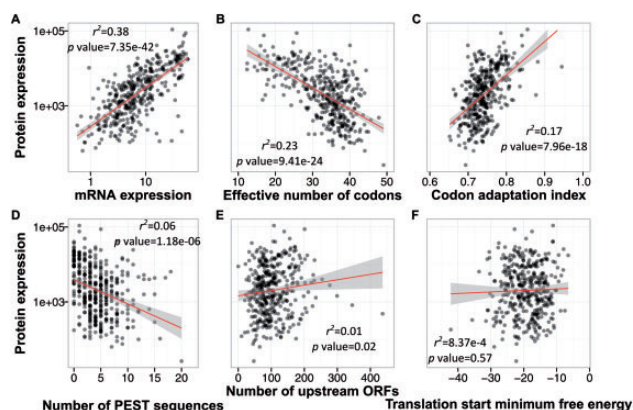 A
r²=0.38
p value=7.35e-42
1e+05
1e+03
Protein expression
1
10
mRNA expression
B
r²=0.23
p value=9.41e-24
10
20
30
40
50
Effective number of codons
C
r²=0.17
p value=7.96e-18
0.6
0.7
0.8
0.9
1.0
Codon adaptation index
D
r²=0.06
p value=1.18e-06
1e+05
1e+03
Protein expression
0
5
10
15
20
Number of PEST sequences
E
r²=0.01
p value=0.02
0
100
200
300
400
Number of upstream ORFs
F
r²=8.37e-4
p value=0.57
−40
−30
−20
−10
0
Translation start minimum free energy